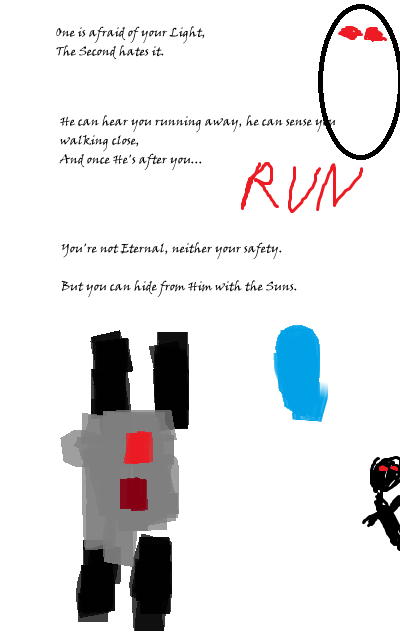 One is afraid of your Light,
The Second hates it.
He can hear you running away, he can sense you
walking close,
And once He's after you...
RUN
You're not Eternal, neither your safety.
But you can hide from Him with the Suns.